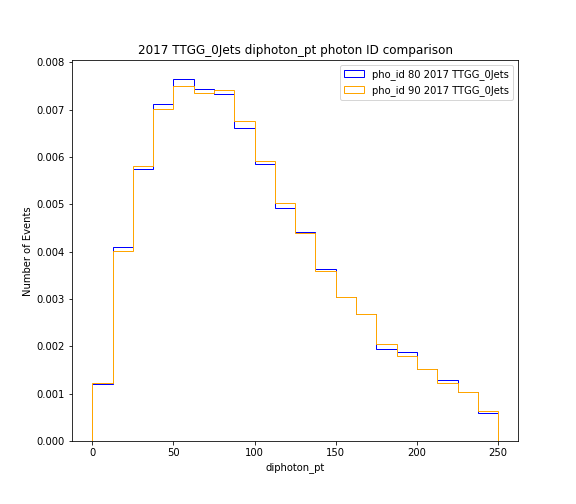 2017 TTGG_0Jets diphoton_pt photon ID comparison
pho_id 80 2017 TTGG_0Jets
pho_id 90 2017 TTGG_0Jets
Number of Events
0.008
0.007
0.006
0.005
0.004
0.003
0.002
0.001
0.000
0 50 100 150 200 250
diphoton_pt